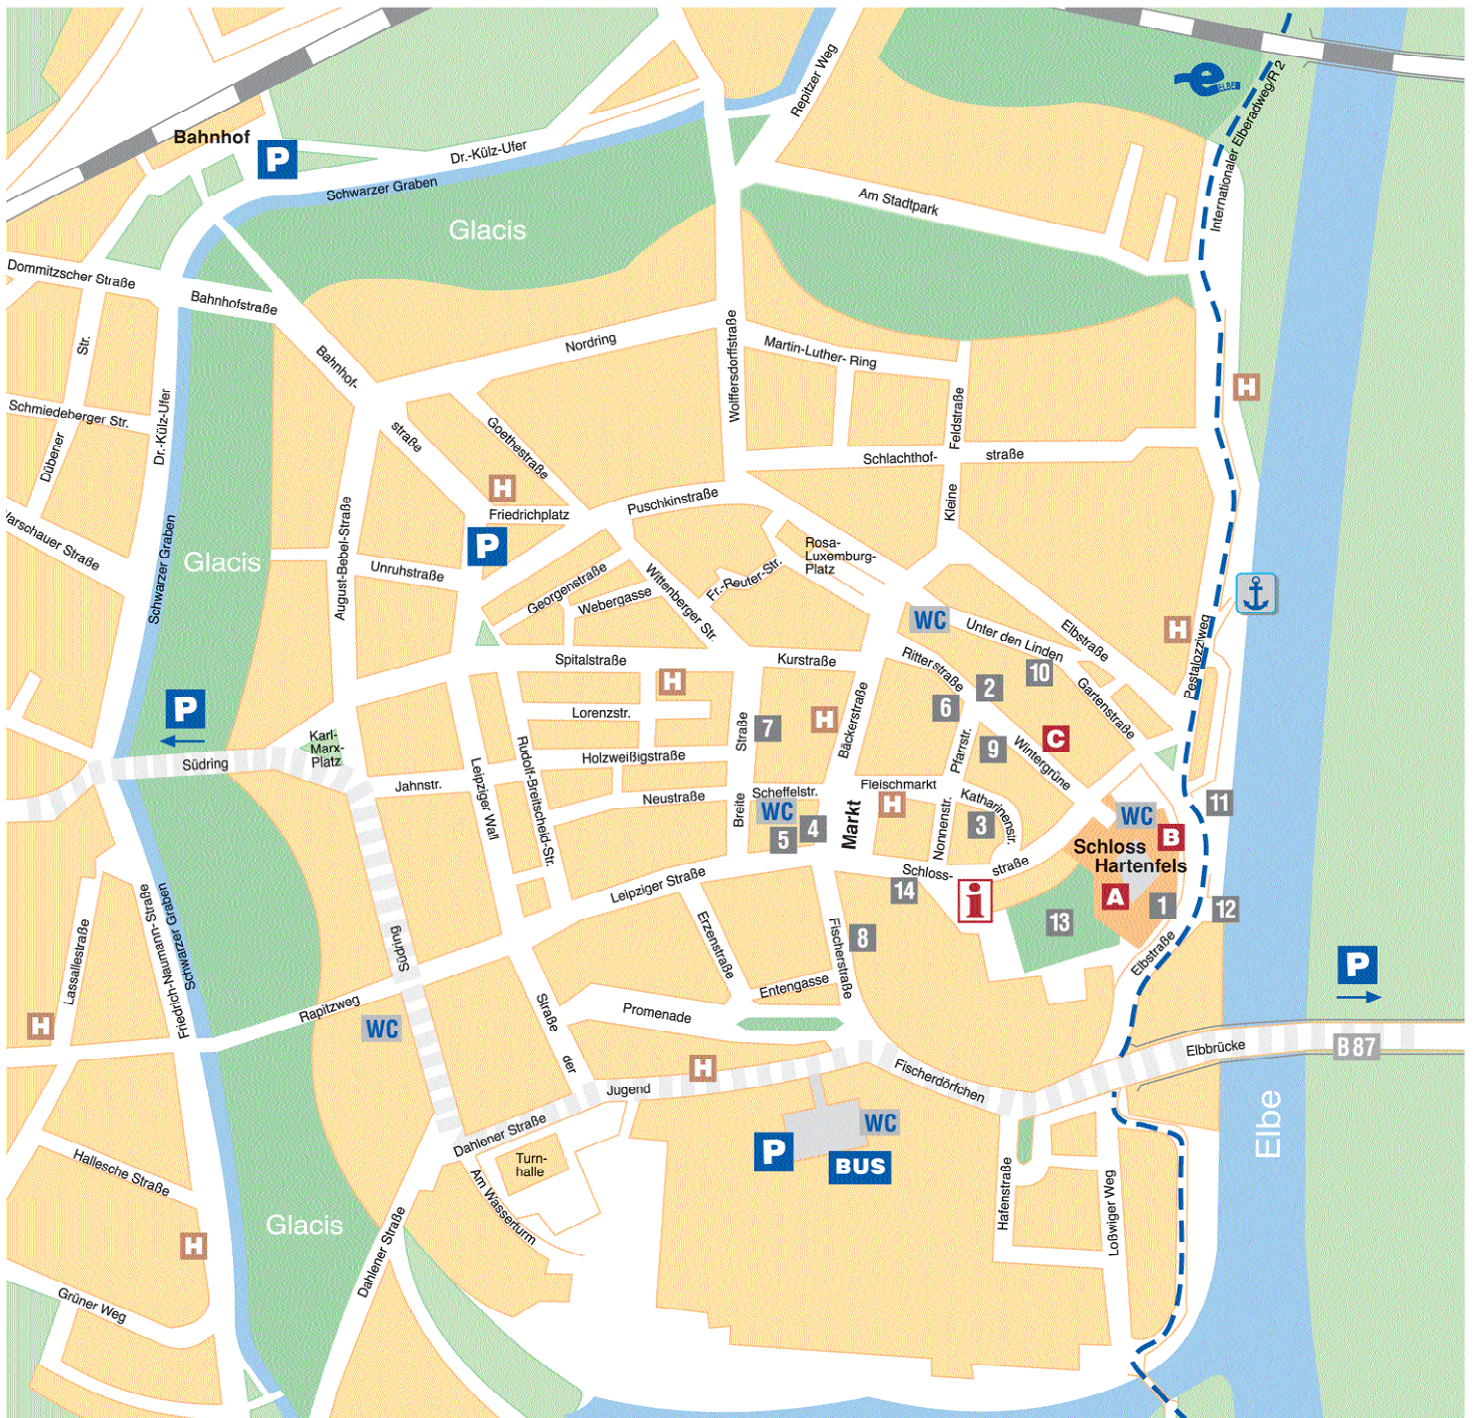 Repitzer Weg
ELBE
Internationaler Elberadweg/R 2
Bahnhof
P
Dr.-Külz-Ufer
Schwarzer Graben
Glacis
Am Stadtpark
Dommitzscher Straße
Bahnhofstraße
Str.
Nordring
Wolffersdorffstraße
Martin-Luther- Ring
Bahnhof-
straße
H
Schmiedeberger Str.
Dr.-Külz-Ufer
Dübener
Goethestraße
Feldstraße
Kleine
Schlachthof-
straße
H
Puschkinstraße
Friedrichplatz
P
August-Bebel-Straße
Schwarzer Graben
Glacis
Unruhstraße
Rosa-
Luxemburg-
Platz
Georgenstraße
Webergasse
Wittenberger Str.
Fr.-Reuter-Str.
WC
Unter den Linden
Elbstraße
H
Pestalozziweg
Spitalstraße
Kurstraße
Ritterstraße
10
2
6
Gartenstraße
H
P
Lorenzstr.
Straße
7
H
Bäckerstraße
C
9
Pfarrstr.
Wintergrüne
Karl-
Marx-
Platz
Südring
Holzweißigstraße
Jahnstr.
Leipziger Wall
Rudolf-Breitscheid-Str.
Neustraße
Breite
Scheffelstr.
WC
5
4
Markt
Fleischmarkt
H
Nonnenstr.
Katharinenstr.
3
WC
11
B
Schloss
Hartenfels
A
1
12
Schloss-
straße
14
i
13
Leipziger Straße
Erzenstraße
Fischerstraße
8
Elbstraße
P
Lassallestraße
Friedrich-Naumann-Straße
Schwarzer Graben
Südring
Entengasse
H
Rapitzweg
WC
Straße
der
Jugend
Promenade
H
Fischerdörfchen
Elbbrücke
B 87
Elbe
Dahlener Straße
P
WC
BUS
Turn-
halle
Am Wasserturm
Hallesche Straße
Hafenstraße
Loßwiger Weg
Glacis
H
Dahlener Straße
Grüner Weg